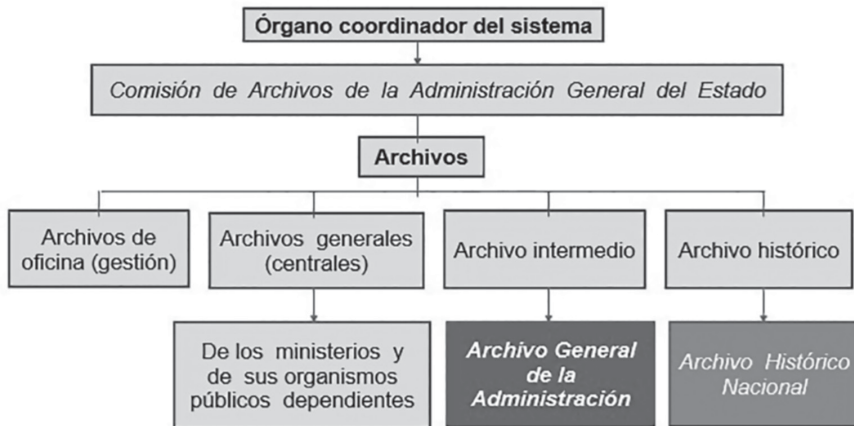 Órgano coordinador del sistema
Comisión de Archivos de la Administración General del Estado
Archivos
Archivos de
oficina (gestión)
Archivos generales
(centrales)
Archivo intermedio
Archivo histórico
De los ministerios y
de sus organismos
públicos dependientes
Archivo General
de la
Administración
Archivo Histórico
Nacional